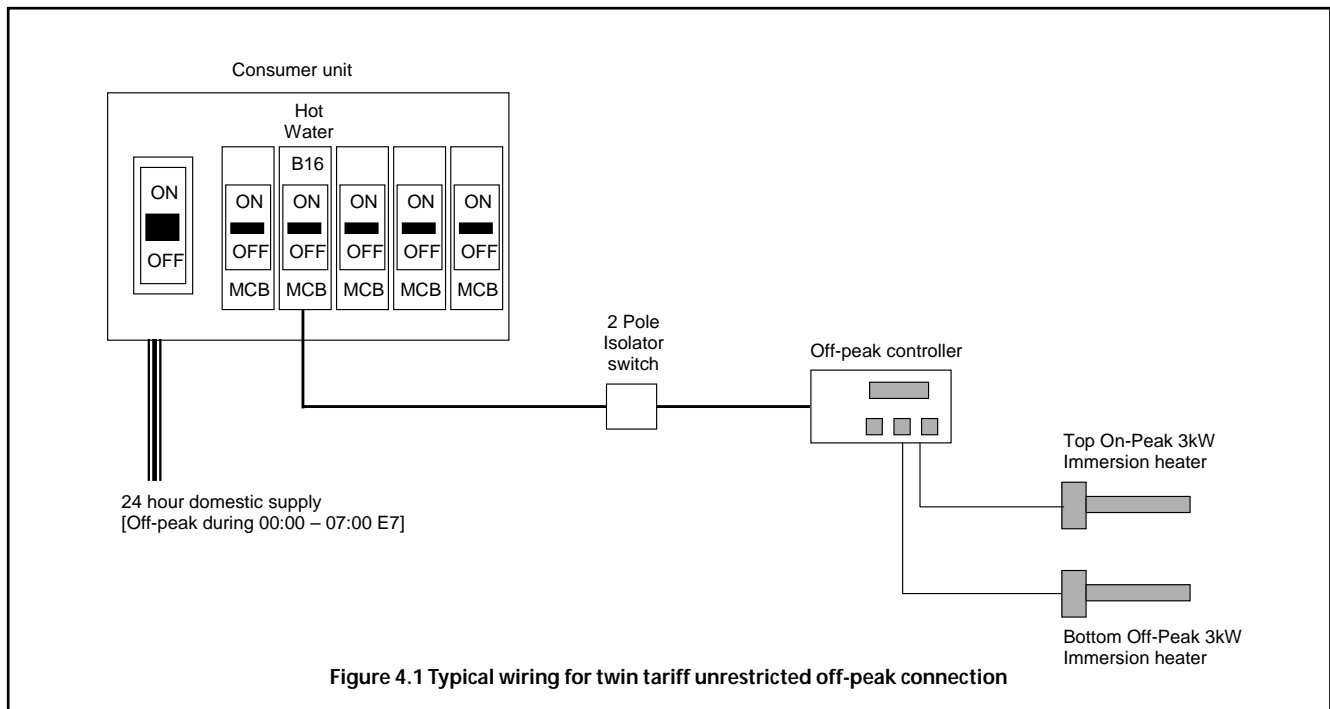 Consumer unit
Hot
Water
B16
ON
OFF
ON
OFF
MCB
ON
OFF
MCB
ON
OFF
MCB
ON
OFF
MCB
ON
OFF
MCB
2 Pole
Isolator
switch
Off-peak controller
Top On-Peak 3kW
Immersion heater
24 hour domestic supply
[Off-peak during 00:00 – 07:00 E7]
Bottom Off-Peak 3kW
Immersion heater
Figure 4.1 Typical wiring for twin tariff unrestricted off-peak connection